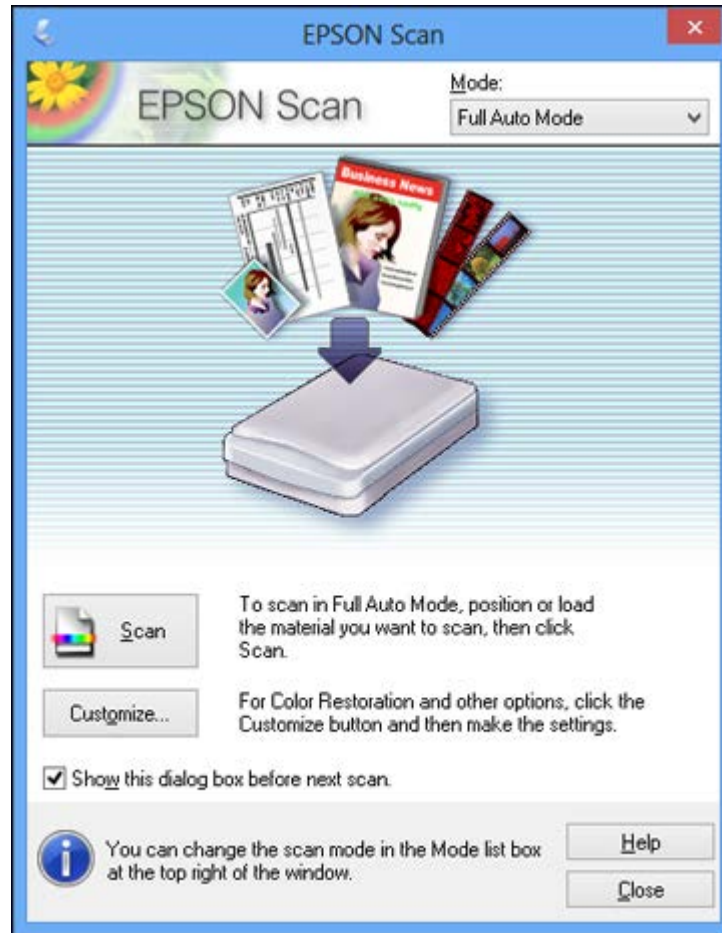 EPSON Scan
EPSON Scan
Mode:
Full Auto Mode
Business News
Scan
To scan in Full Auto Mode, position or load
the material you want to scan, then click
Scan.
Customize...
For Color Restoration and other options, click the
Customize button and then make the settings.
Show this dialog box before next scan.
You can change the scan mode in the Mode list box
at the top right of the window.
Help
Close